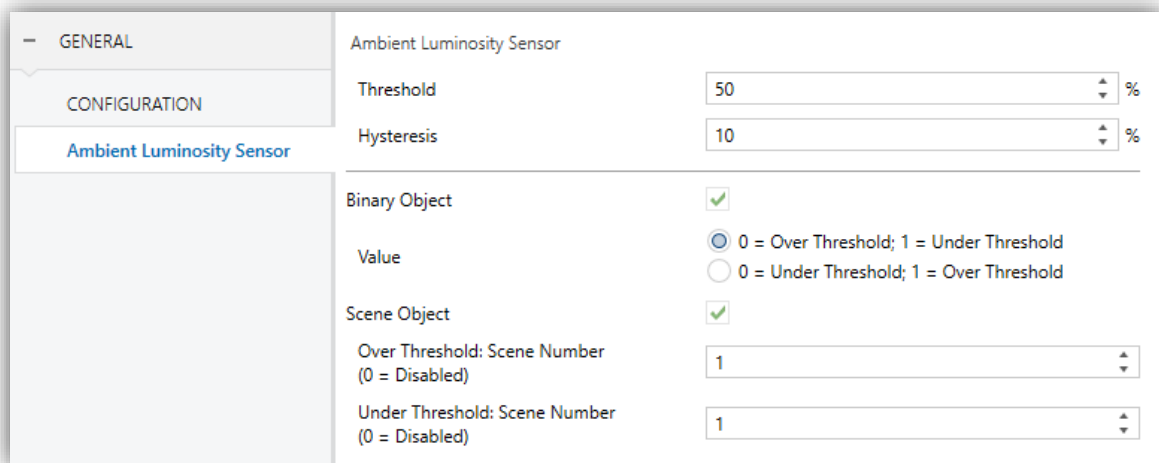 GENERAL
CONFIGURATION
Ambient Luminosity Sensor
Ambient Luminosity Sensor
Threshold 50 %
Hysteresis 10 %
Binary Object
Value 0 = Over Threshold; 1 = Under Threshold
0 = Under Threshold; 1 = Over Threshold
Scene Object
Over Threshold: Scene Number
(0 = Disabled)
1
Under Threshold: Scene Number
(0 = Disabled)
1